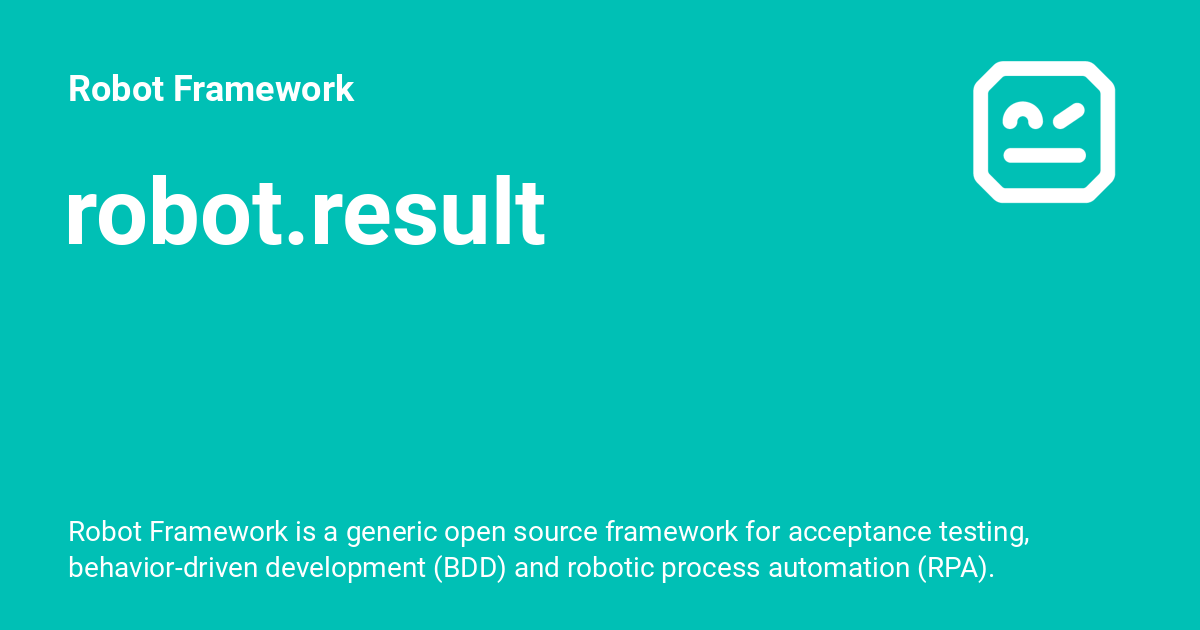 Robot Framework
robot.result
Robot Framework is a generic open source framework for acceptance testing,
behavior-driven development (BDD) and robotic process automation (RPA).